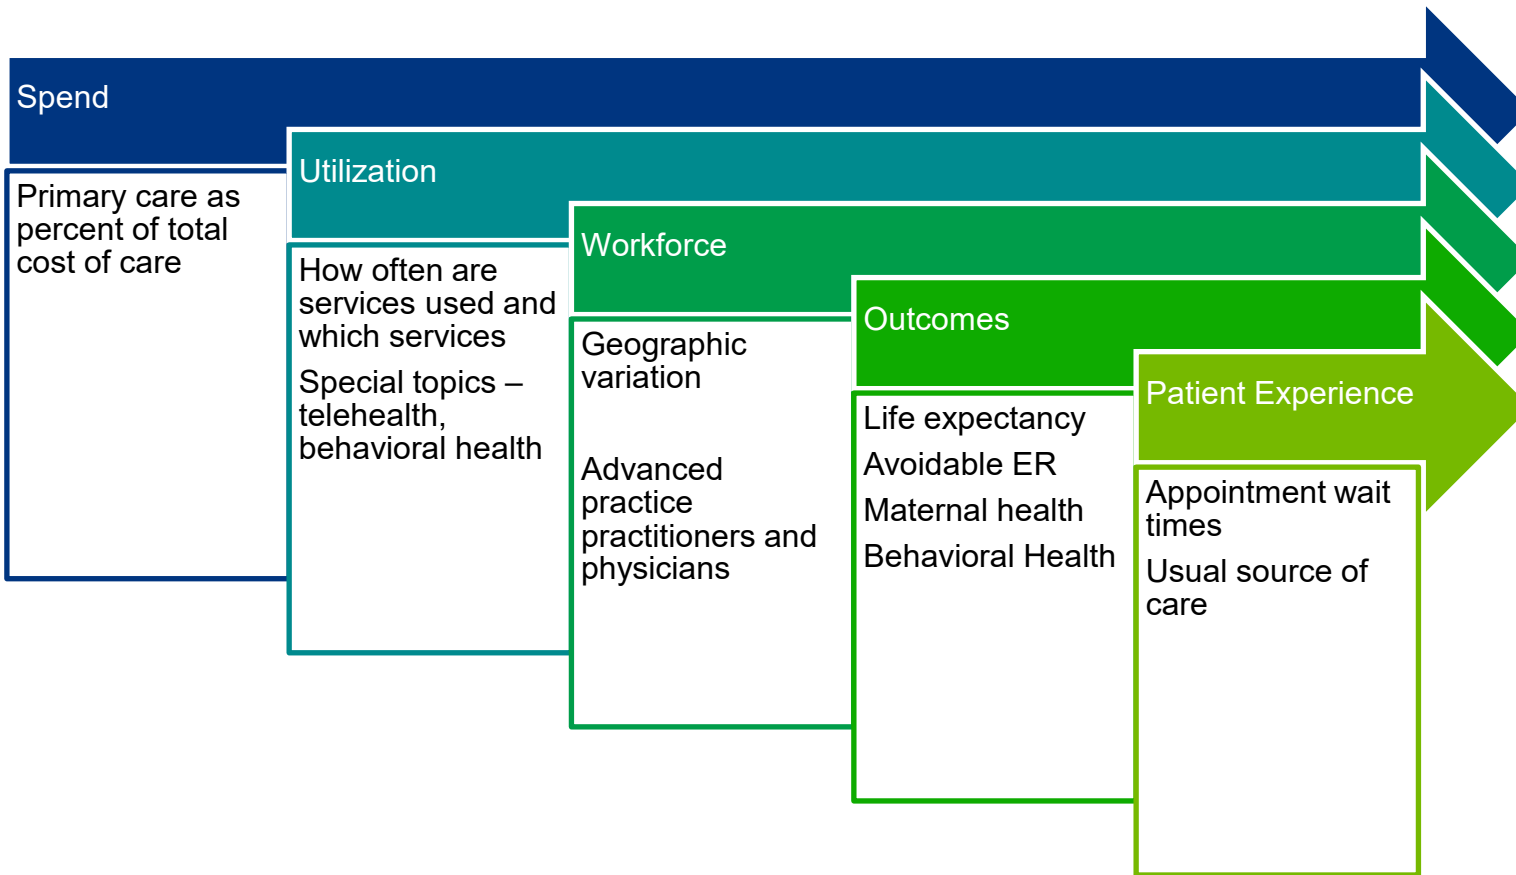 Spend
Primary care as
percent of total
cost of care
Utilization
How often are
services used and
which services
Special topics –
telehealth,
behavioral health
Workforce
Geographic
variation
Advanced
practice
practitioners and
physicians
Outcomes
Life expectancy
Avoidable ER
Maternal health
Behavioral Health
Patient Experience
Appointment wait
times
Usual source of
care